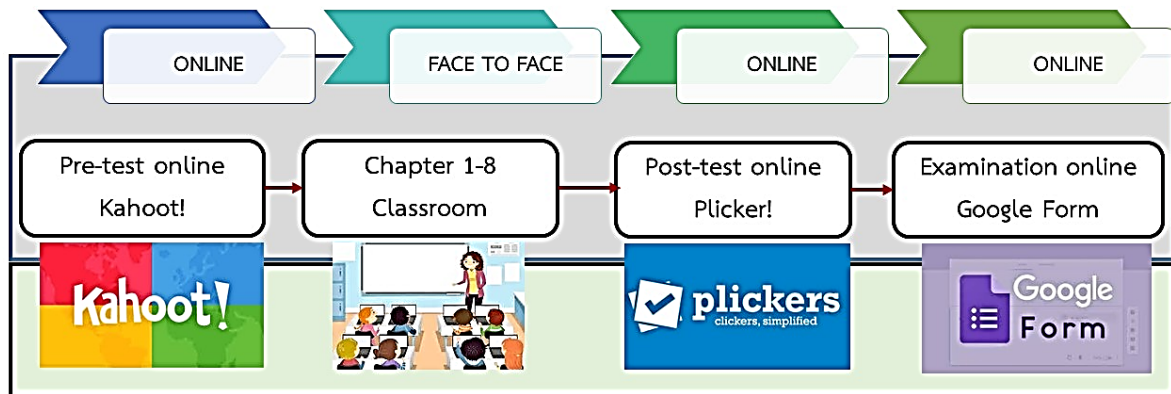 ONLINE
FACE TO FACE
ONLINE
ONLINE
Pre-test online
Kahoot!
Chapter 1-8
Classroom
Post-test online
Plicker!
Examination online
Google Form
Kahoot!
plickers
clickers, simplified
Google
Form